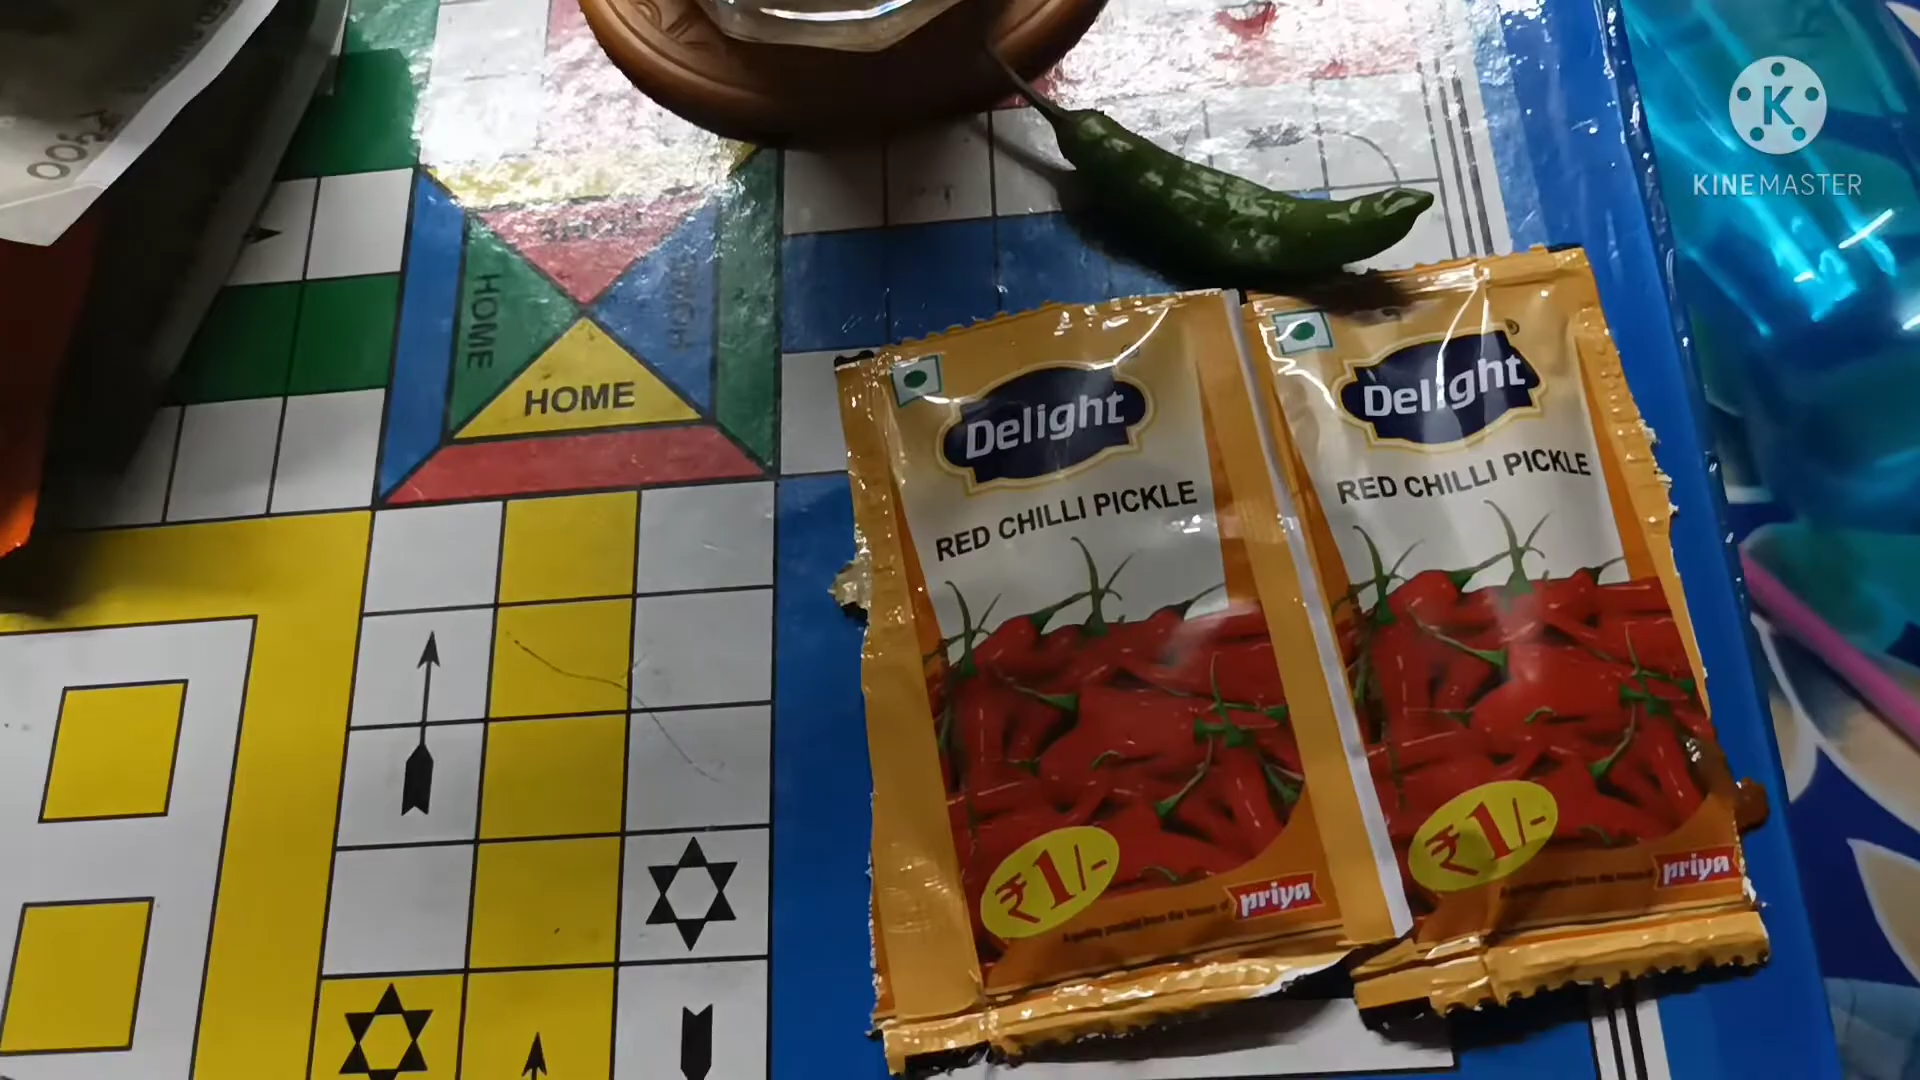 KINEMASTER
HOME
HOME
HOME
Delight
RED CHILLI PICKLE
₹1/-
priya
Delight
RED CHILLI PICKLE
₹1/-
priya